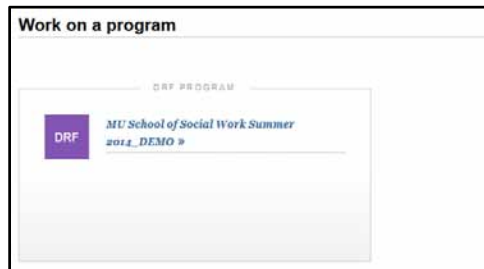 Work on a program
DRF PROGRAM
DRF
MU School of Social Work Summer
2014_DEMO »